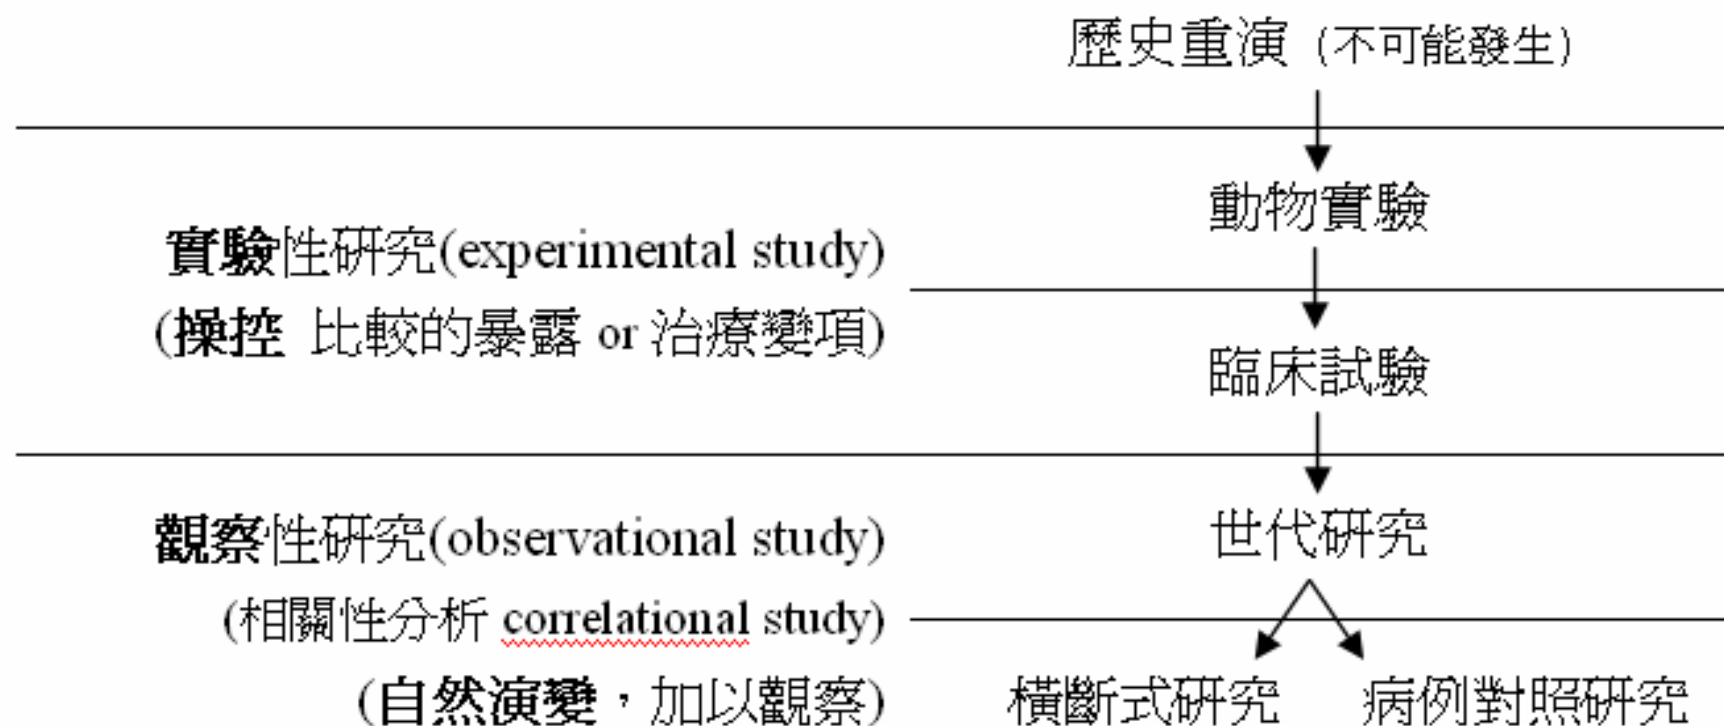 歷史重演 (不可能發生)
動物實驗
實驗性研究(experimental study)
(操控 比較的暴露 or 治療變項)
臨床試驗
世代研究
觀察性研究(observational study)
(相關性分析 correlational study)
(自然演變，加以觀察)
橫斷式研究 病例對照研究